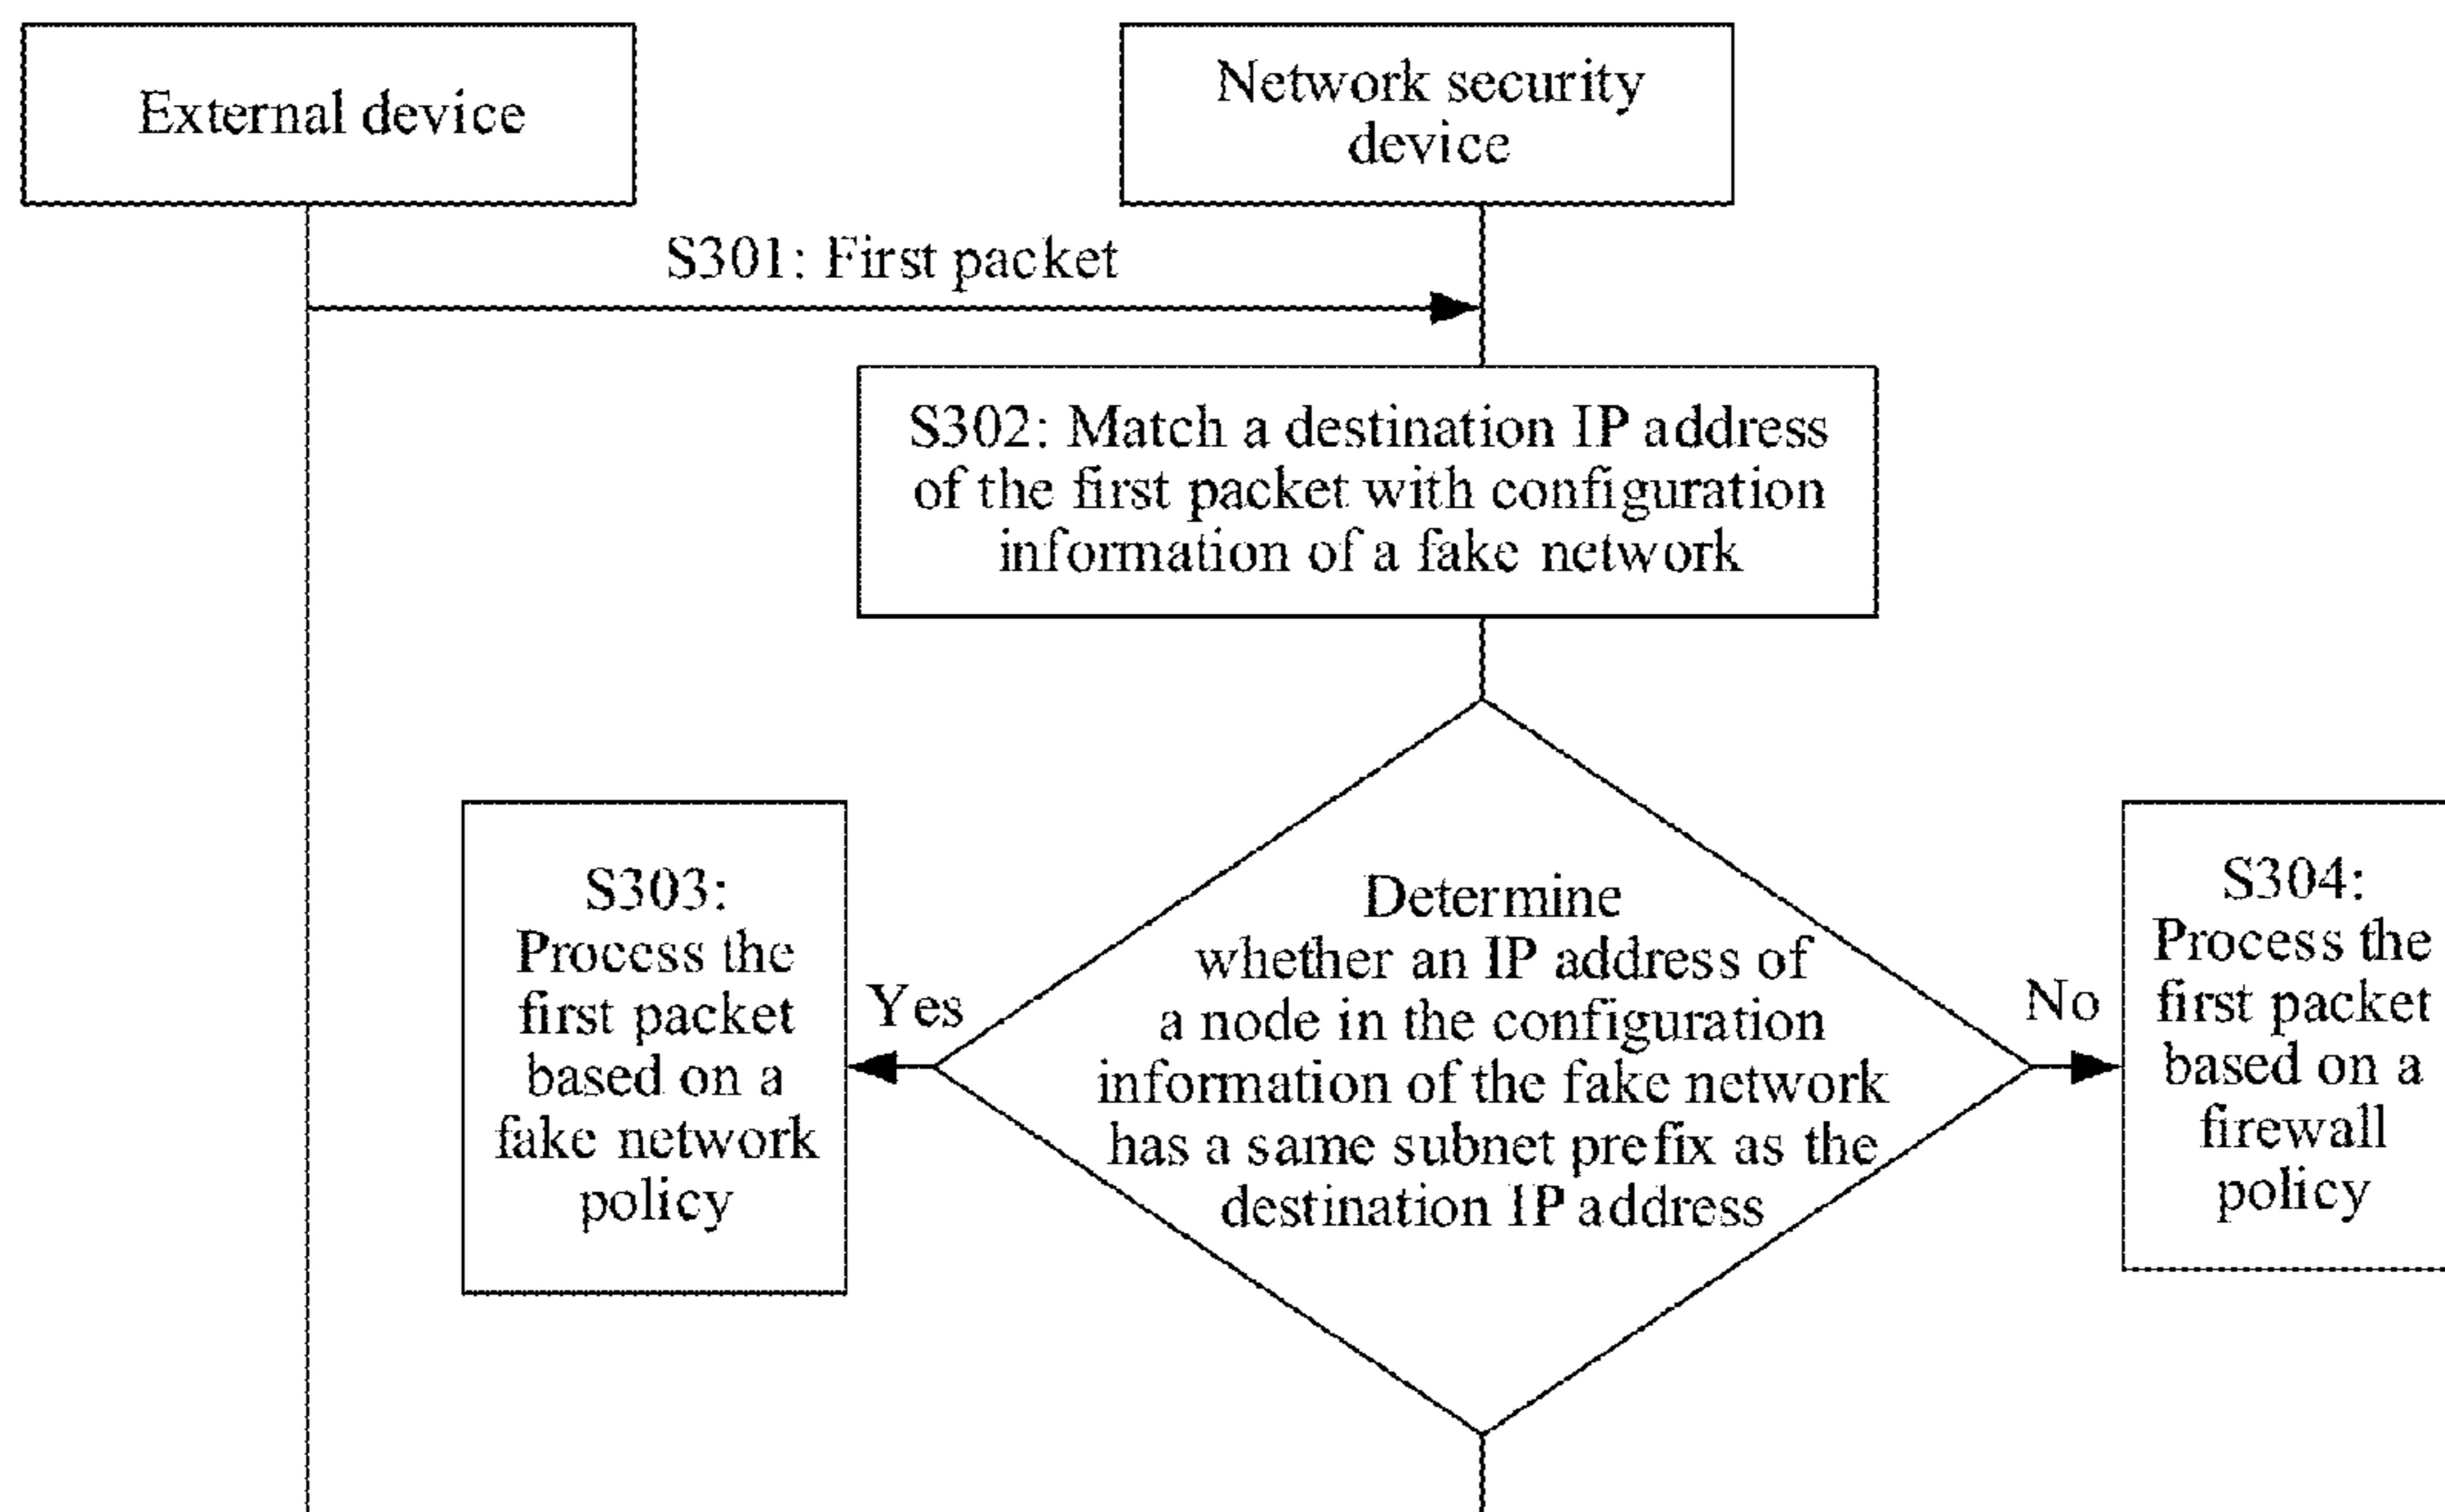 External device
Network security
device
S301: First packet
S302: Match a destination IP address
of the first packet with configuration
information of a fake network
S303:
Process the
first packet
based on a
fake network
policy
Yes
Determine
whether an IP address of
a node in the configuration
information of the fake network
has a same subnet prefix as the
destination IP address
No
S304:
Process the
first packet
based on a
firewall
policy